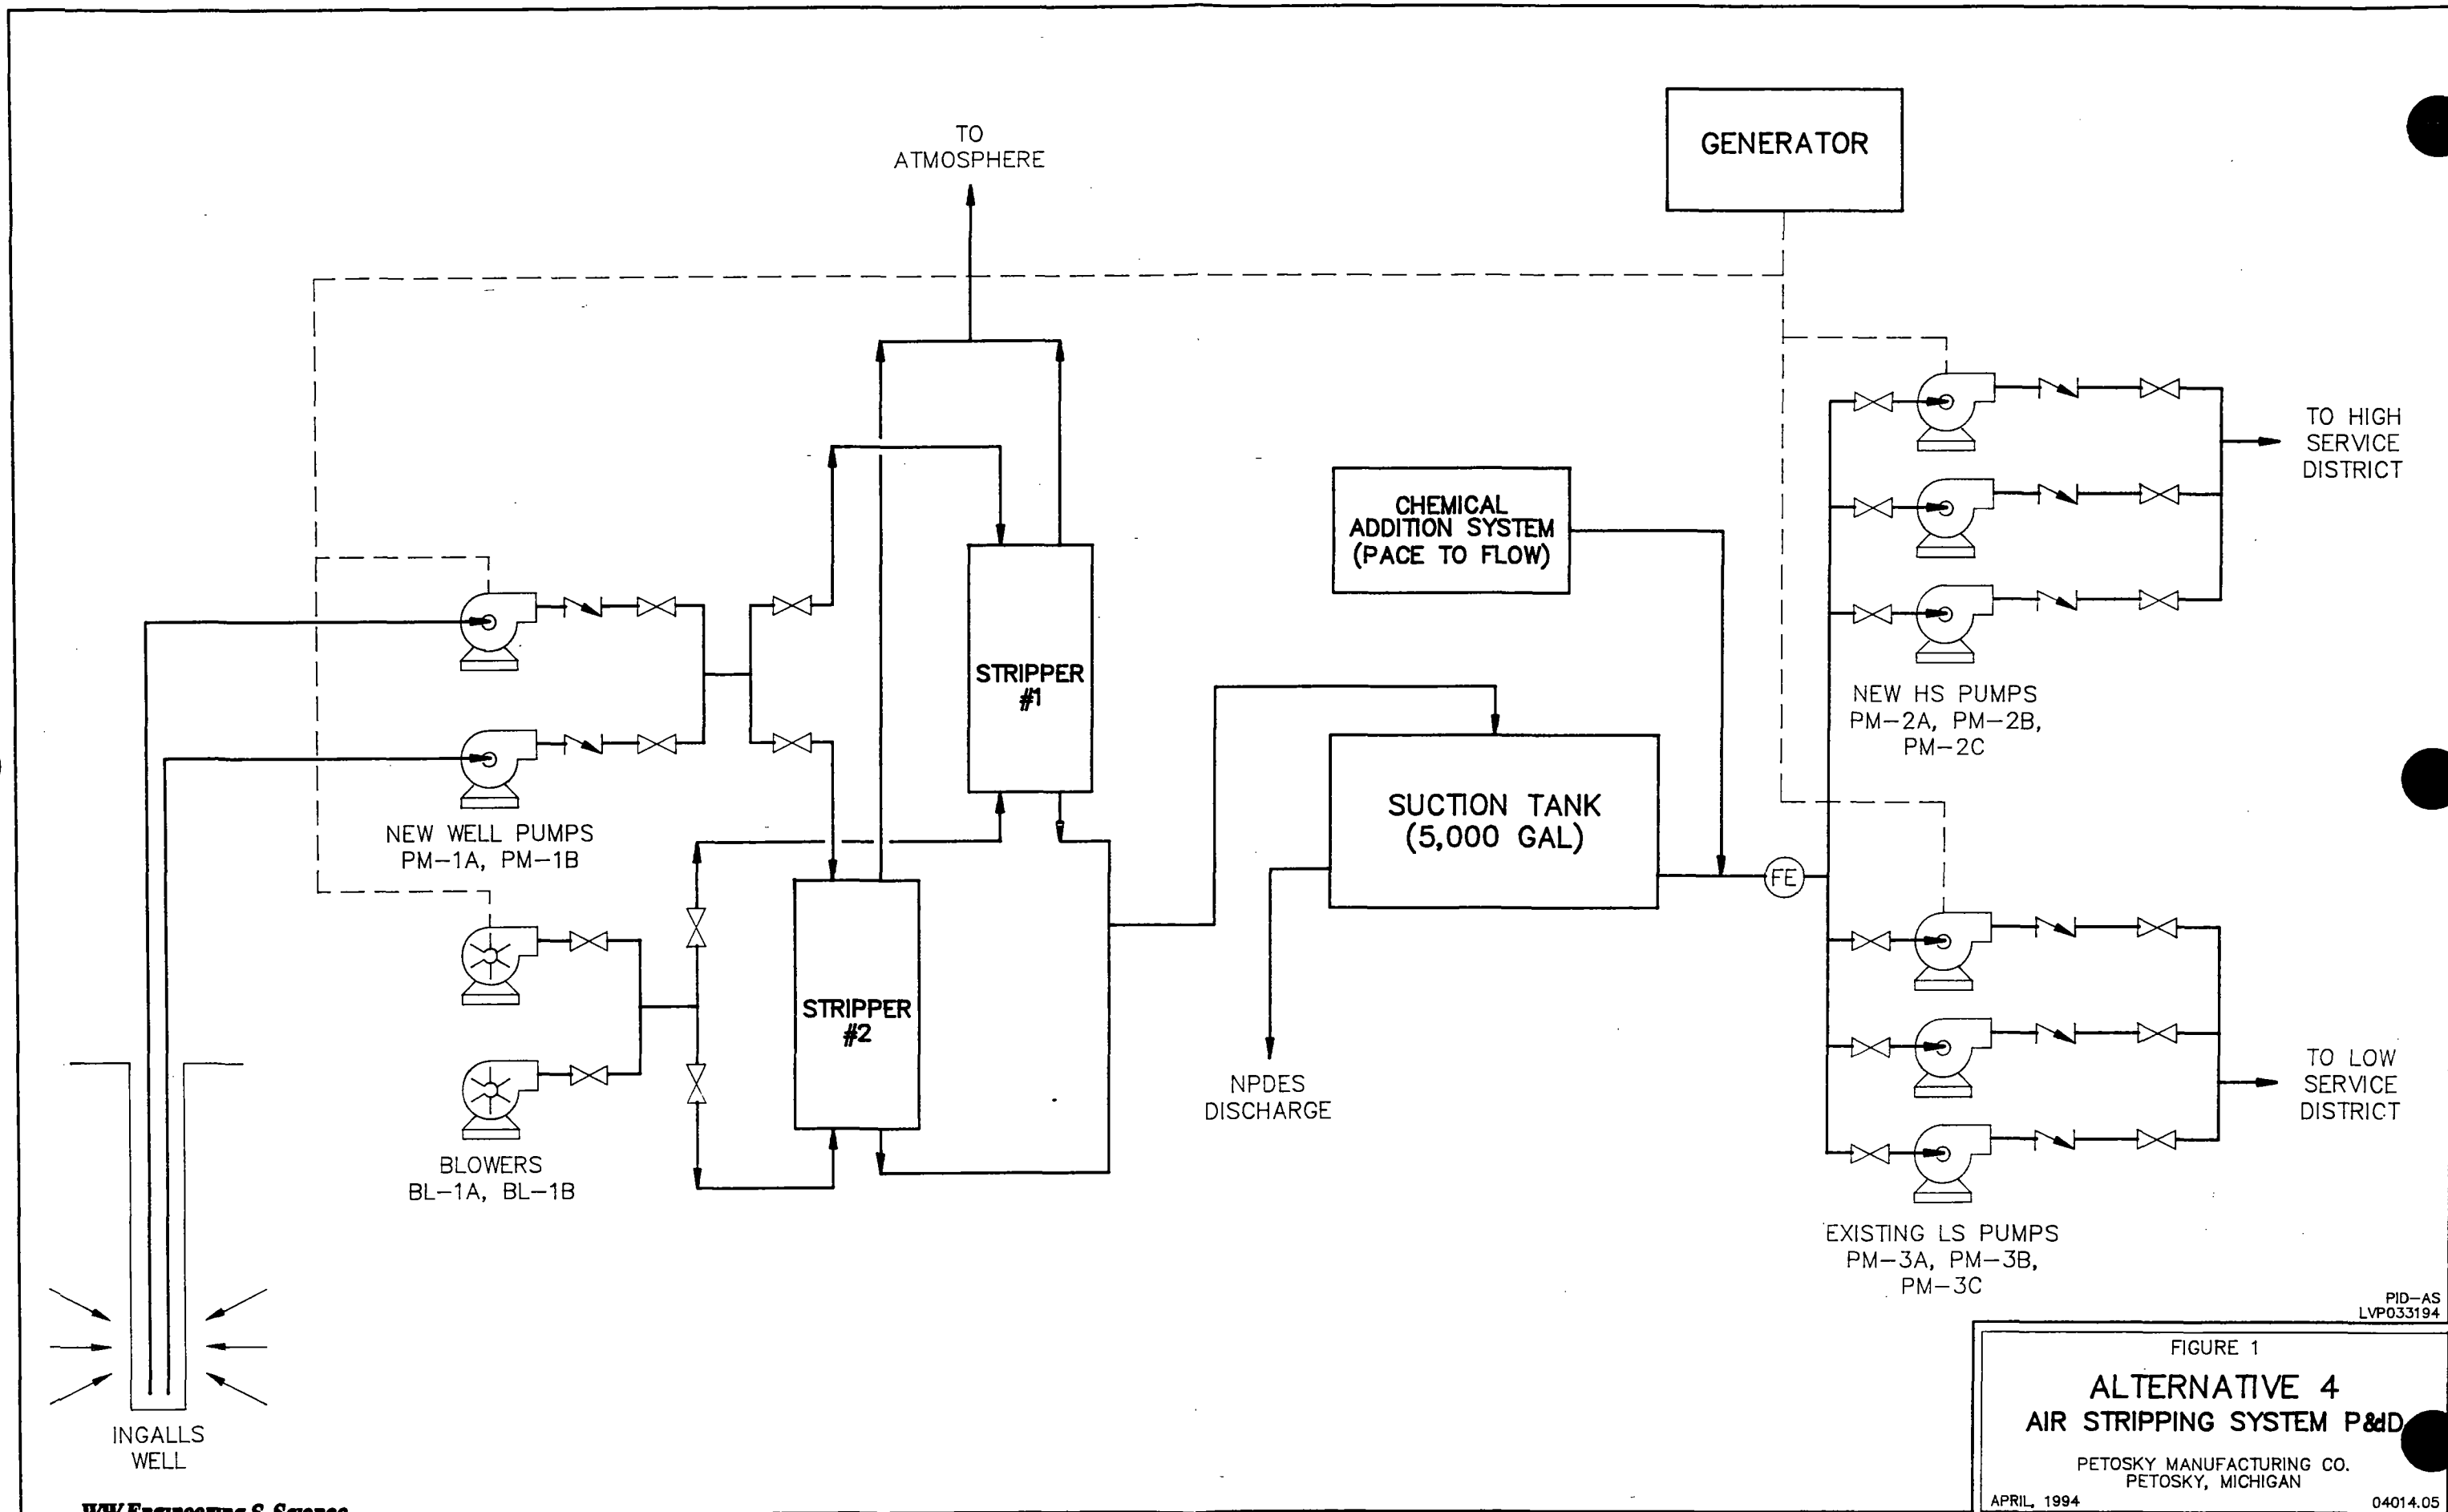 TO
ATMOSPHERE
GENERATOR
TO HIGH
SERVICE
DISTRICT
CHEMICAL
ADDITION SYSTEM
(PACE TO FLOW)
STRIPPER
#1
NEW HS PUMPS
PM-2A, PM-2B,
PM-2C
SUCTION TANK
(5,000 GAL)
NEW WELL PUMPS
PM-1A, PM-1B
FE
STRIPPER
#2
NPDES
DISCHARGE
TO LOW
SERVICE
DISTRICT
BLOWERS
BL-1A, BL-1B
EXISTING LS PUMPS
PM-3A, PM-3B,
PM-3C
INGALLS
WELL
PID-AS
LVP033194
FIGURE 1
ALTERNATIVE 4
AIR STRIPPING SYSTEM P&ID
PETOSKY MANUFACTURING CO.
PETOSKY, MICHIGAN
APRIL, 1994
04014.05
WW Engineering & Science